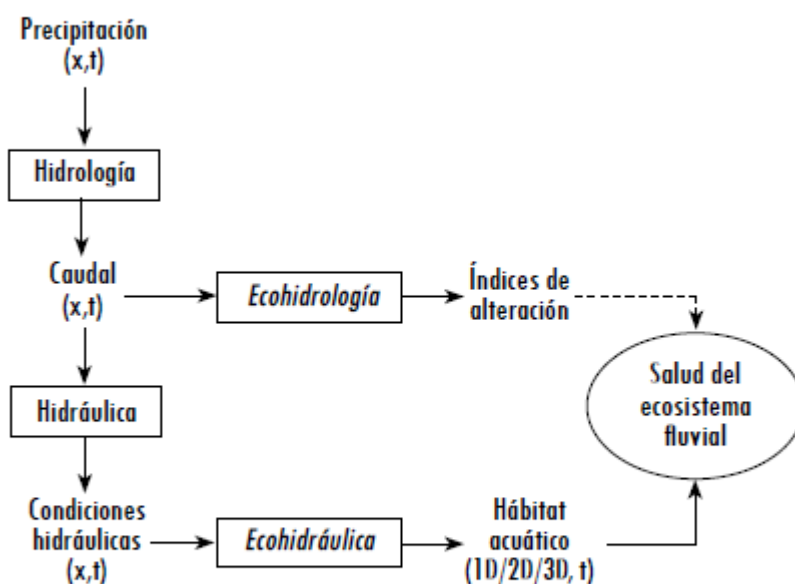 Precipitación
(x,t)
Hidrología
Caudal
(x,t)
Ecohidrología
Índices de
alteración
Hidráulica
Salud del
ecosistema
fluvial
Condiciones
hidráulicas
(x,t)
Ecohidráulica
Hábitat
acuático
(1D/2D/3D, t)